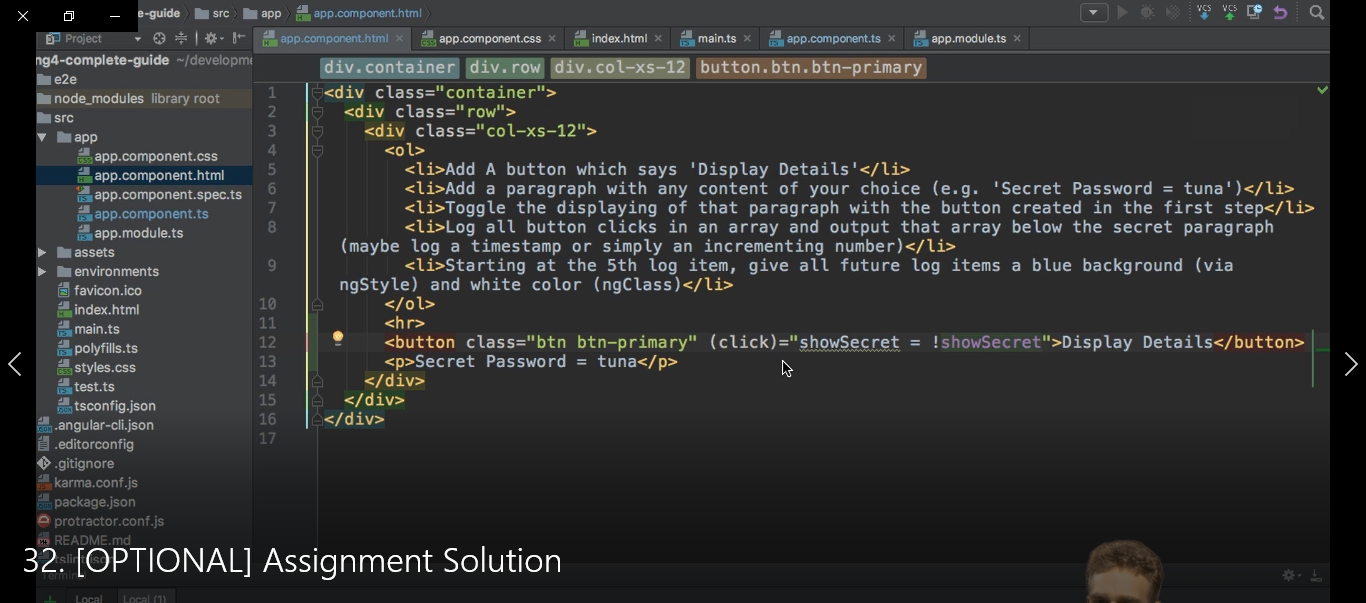 e-guide src app app.component.html
VCS VCS
Project
app.component.html app.component.css index.html main.ts app.component.ts app.module.ts
ng4-complete-guide ~/developme
div.container div.row div.col-xs-12 button.btn.btn-primary
e2e
node_modules library root
src
app
app.component.css
app.component.html
app.component.spec.ts
app.component.ts
app.module.ts
assets
environments
favicon.ico
index.html
main.ts
polyfills.ts
styles.css
test.ts
tsconfig.json
.angular-cli.json
.editorconfig
.gitignore
karma.conf.js
package.json
protractor.conf.js
README.md
tslint.json
1 <div class="container">
2 <div class="row">
3 <div class="col-xs-12">
4 <ol>
5 <li>Add A button which says 'Display Details'</li>
6 <li>Add a paragraph with any content of your choice (e.g. 'Secret Password = tuna')</li>
7 <li>Toggle the displaying of that paragraph with the button created in the first step</li>
8 <li>Log all button clicks in an array and output that array below the secret paragraph
(maybe log a timestamp or simply an incrementing number)</li>
9 <li>Starting at the 5th log item, give all future log items a blue background (via
ngStyle) and white color (ngClass)</li>
10 </ol>
11 <hr>
12 <button class="btn btn-primary" (click)="showSecret = !showSecret">Display Details</button>
13 <p>Secret Password = tuna</p>
14 </div>
15 </div>
16 </div>
17
32. [OPTIONAL] Assignment Solution
Terminal
Local Local (1)